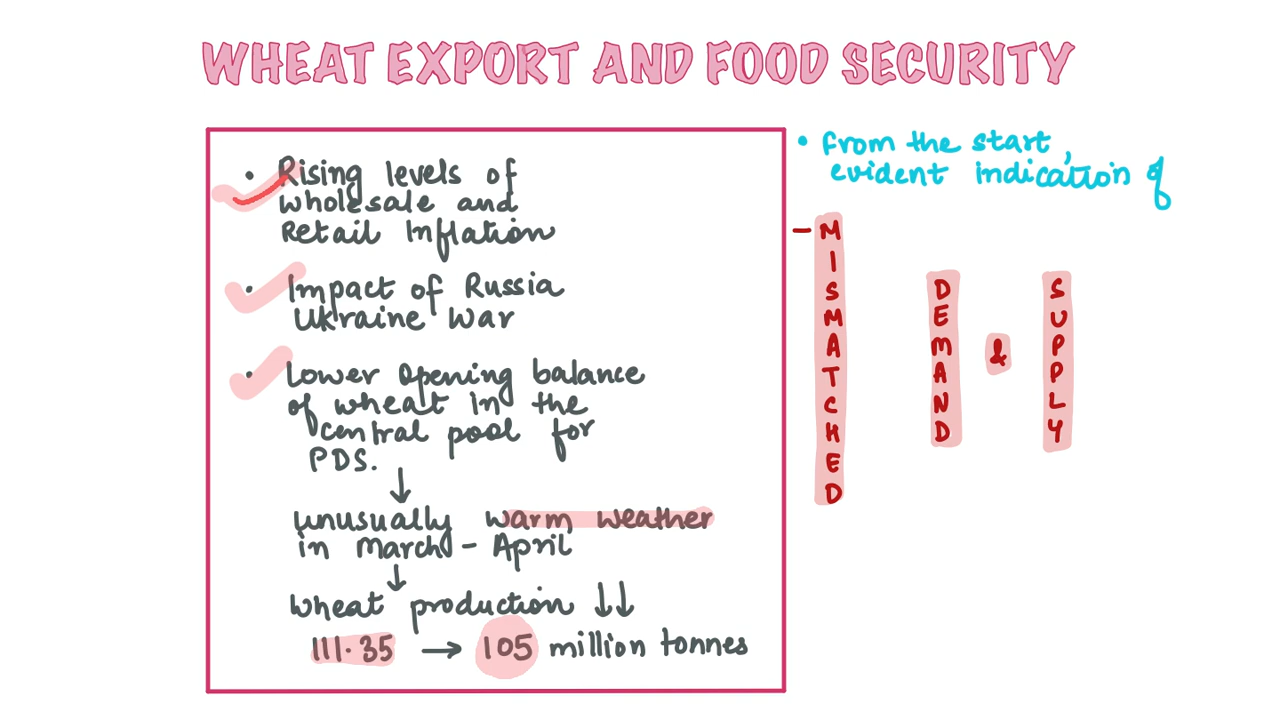 WHEAT EXPORT AND FOOD SECURITY
• Rising levels of
wholesale and
Retail Inflation
• Impact of Russia
Ukraine War
• Lower opening balance
of wheat in the
central pool for
PDS.
↓
unusually warm weather
in March - April
↓
Wheat production ↓↓
111.35 → 105 million tonnes
• From the start,
evident indication of
- MISMATCHED
DEMAND
&
SUPPLY